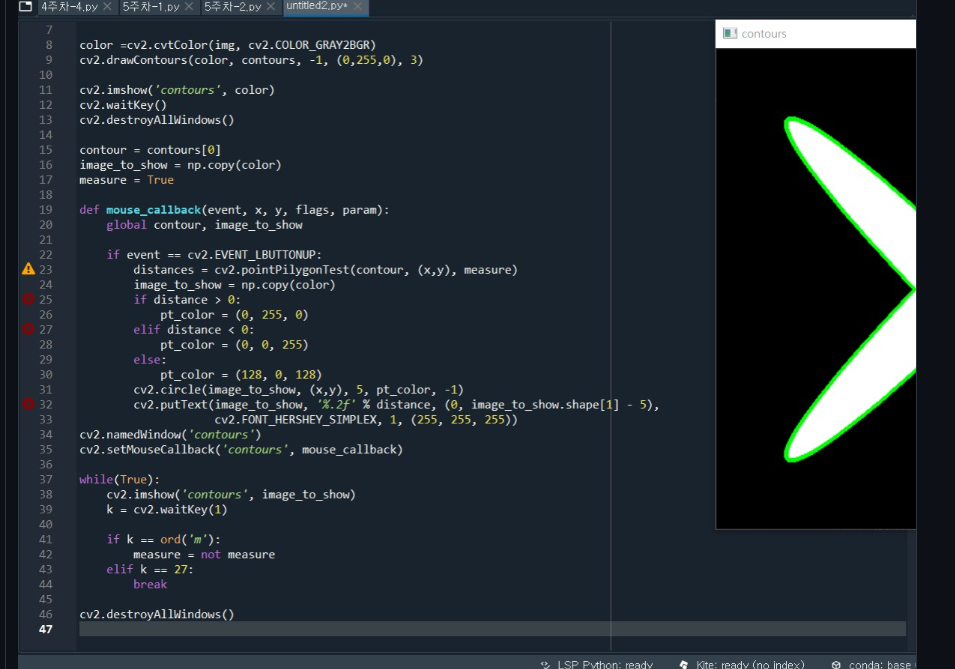 4주차-4.py 5주차-1.py 5주차-2.py untitled2.py*
contours
7
8 color =cv2.cvtColor(img, cv2.COLOR_GRAY2BGR)
9 cv2.drawContours(color, contours, -1, (0,255,0), 3)
10
11 cv2.imshow('contours', color)
12 cv2.waitKey()
13 cv2.destroyAllWindows()
14
15 contour = contours[0]
16 image_to_show = np.copy(color)
17 measure = True
18
19 def mouse_callback(event, x, y, flags, param):
20     global contour, image_to_show
21
22     if event == cv2.EVENT_LBUTTONUP:
23         distances = cv2.pointPilygonTest(contour, (x,y), measure)
24         image_to_show = np.copy(color)
25         if distance > 0:
26             pt_color = (0, 255, 0)
27         elif distance < 0:
28             pt_color = (0, 0, 255)
29         else:
30             pt_color = (128, 0, 128)
31         cv2.circle(image_to_show, (x,y), 5, pt_color, -1)
32         cv2.putText(image_to_show, '%.2f' % distance, (0, image_to_show.shape[1] - 5),
33                     cv2.FONT_HERSHEY_SIMPLEX, 1, (255, 255, 255))
34 cv2.namedWindow('contours')
35 cv2.setMouseCallback('contours', mouse_callback)
36
37 while(True):
38     cv2.imshow('contours', image_to_show)
39     k = cv2.waitKey(1)
40
41     if k == ord('m'):
42         measure = not measure
43     elif k == 27:
44         break
45
46 cv2.destroyAllWindows()
47
LSP Python: ready Kite: ready (no index) conda: base